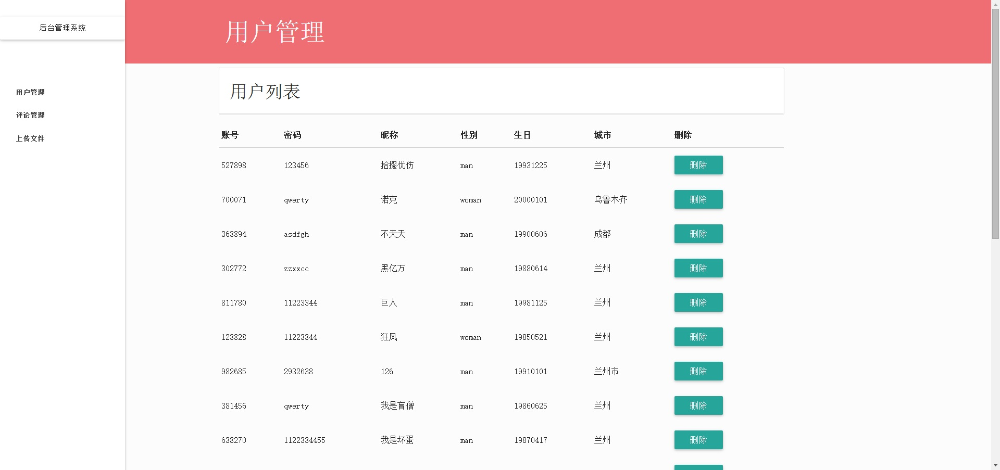 后台管理系统
用户管理
评论管理
上传文件
用户管理
用户列表
账号 密码 昵称 性别 生日 城市 删除
527898 123456 拾掇忧伤 man 19931225 兰州 删除
700071 qwerty 诺克 woman 20000101 乌鲁木齐 删除
363894 asdfgh 不天天 man 19900606 成都 删除
302772 zzxxcc 黑亿万 man 19880614 兰州 删除
811780 11223344 巨人 man 19981125 兰州 删除
123828 11223344 狂风 woman 19850521 兰州 删除
982685 2932638 126 man 19910101 兰州市 删除
381456 qwerty 我是盲僧 man 19860625 兰州 删除
638270 1122334455 我是坏蛋 man 19870417 兰州 删除